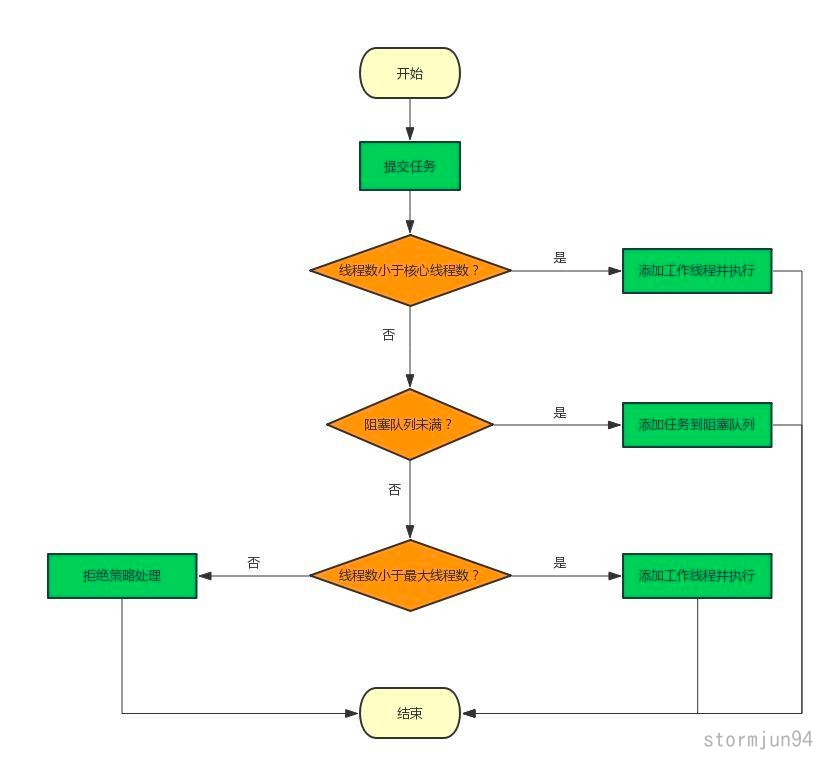 开始
提交任务
线程数小于核心线程数？
是
添加工作线程并执行
否
阻塞队列未满？
是
添加任务到阻塞队列
否
拒绝策略处理
否
线程数小于最大线程数？
是
添加工作线程并执行
结束
stormjun94